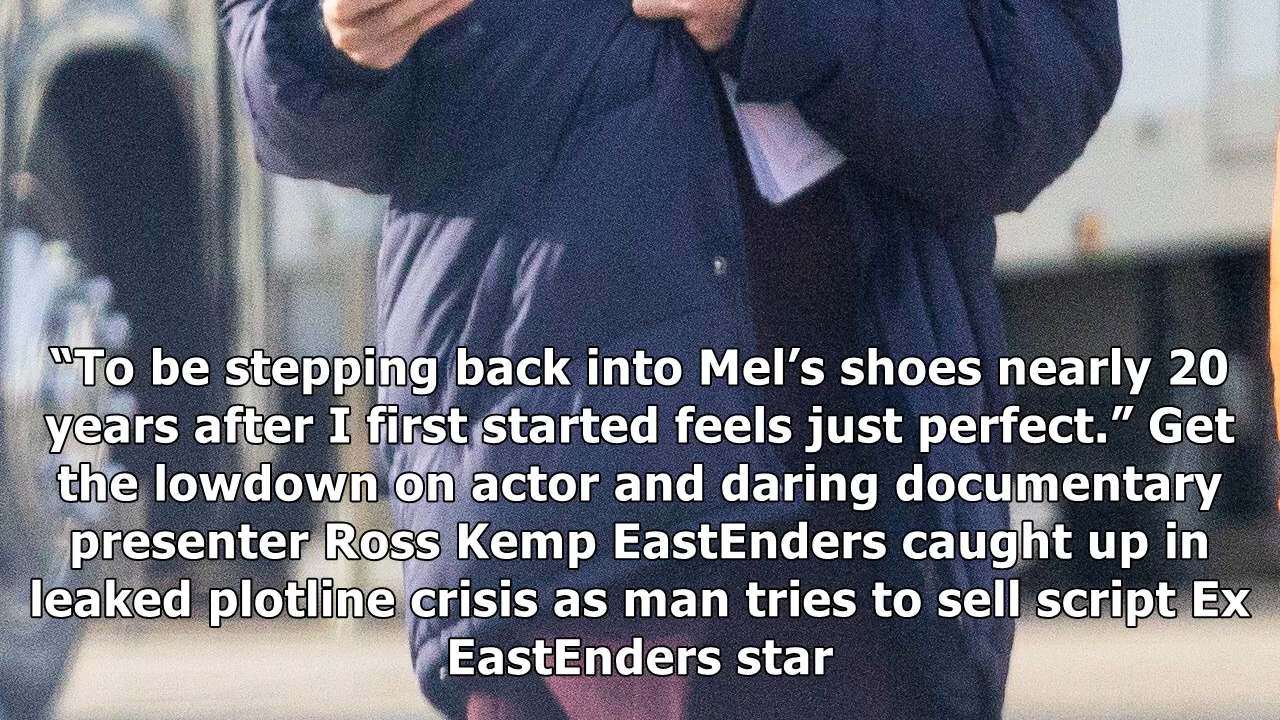 “To be stepping back into Mel’s shoes nearly 20
years after I first started feels just perfect.” Get
the lowdown on actor and daring documentary
presenter Ross Kemp EastEnders caught up in
leaked plotline crisis as man tries to sell script Ex
EastEnders star